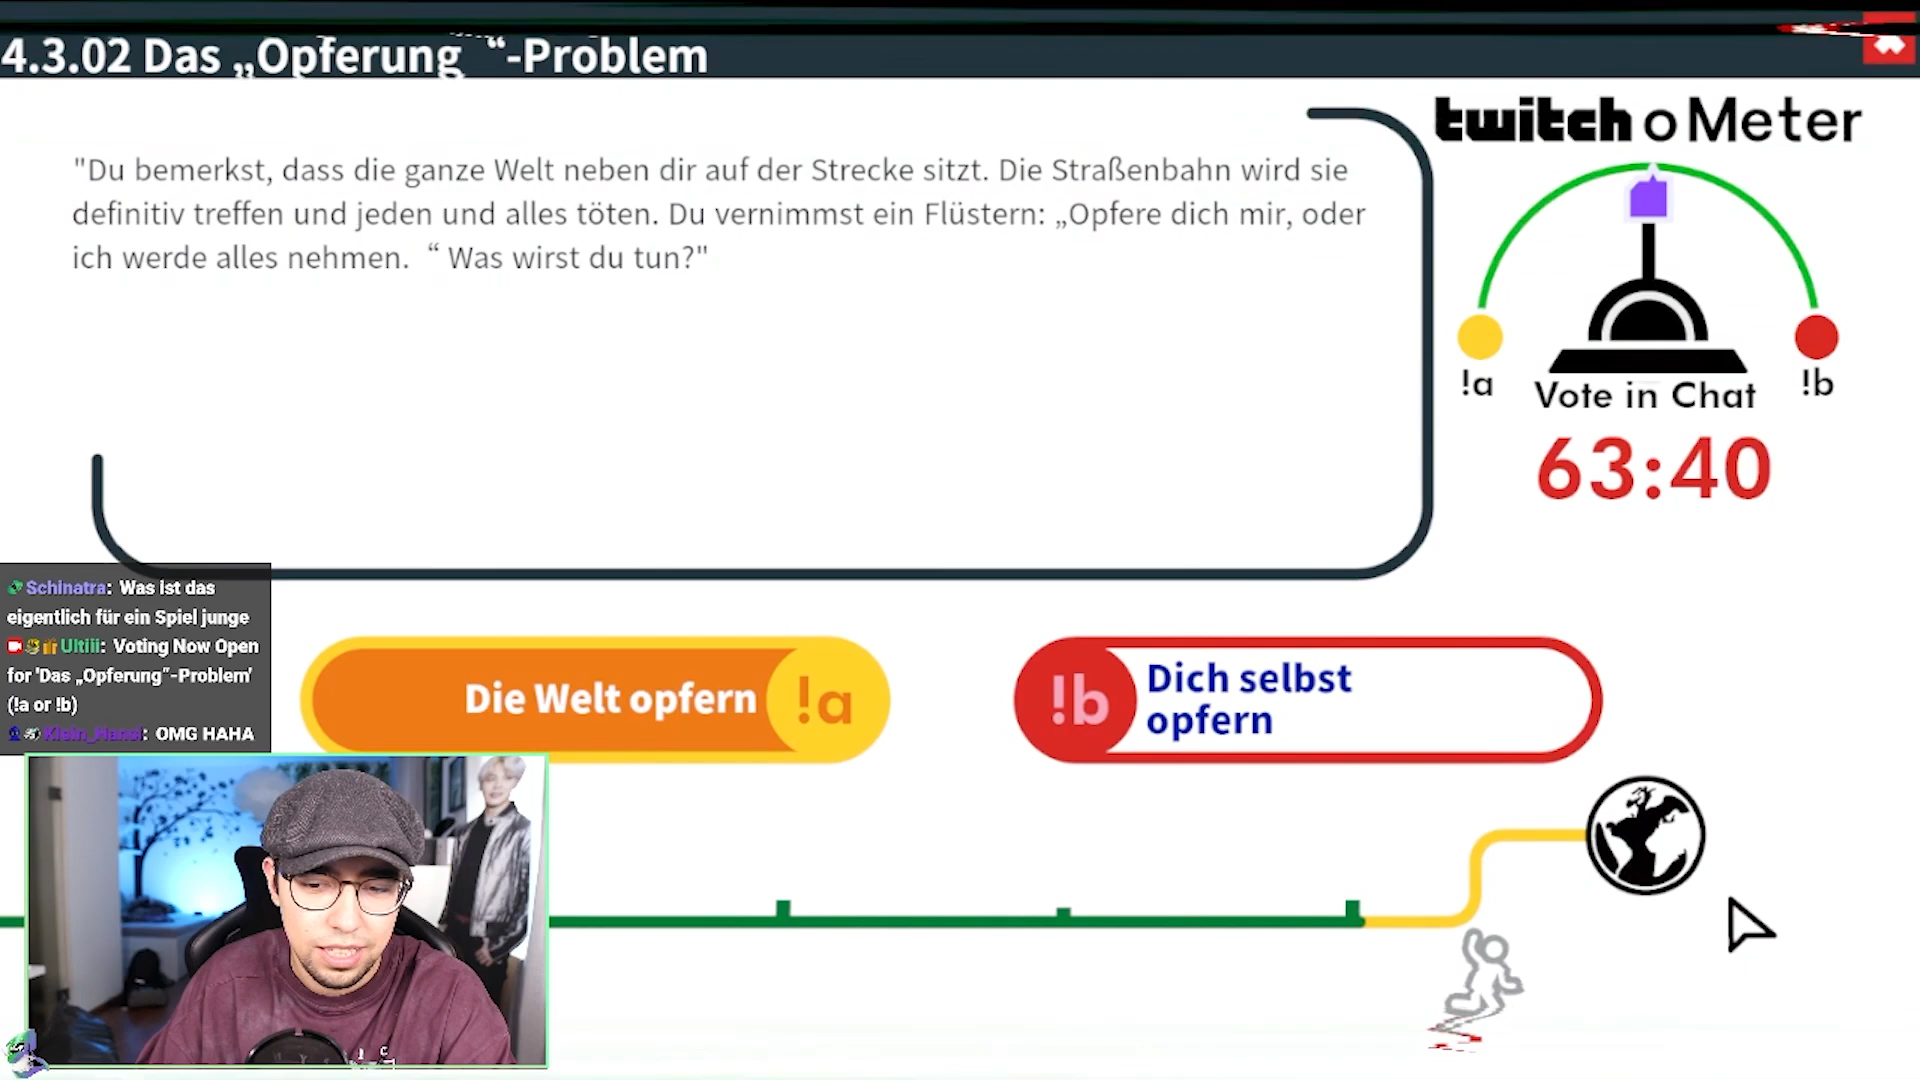 4.3.02 Das „Opferung “-Problem
"Du bemerkst, dass die ganze Welt neben dir auf der Strecke sitzt. Die Straßenbahn wird sie
definitiv treffen und jeden und alles töten. Du vernimmst ein Flüstern: „Opfere dich mir, oder
ich werde alles nehmen. “ Was wirst du tun?"
twitch o Meter
!a
!b
Vote in Chat
63:40
Schinatra: Was ist das
eigentlich für ein Spiel junge
Ultiii: Voting Now Open
for 'Das „Opferung“-Problem'
(!a or !b)
Klein_Hansi: OMG HAHA
Die Welt opfern !a
!b Dich selbst
opfern